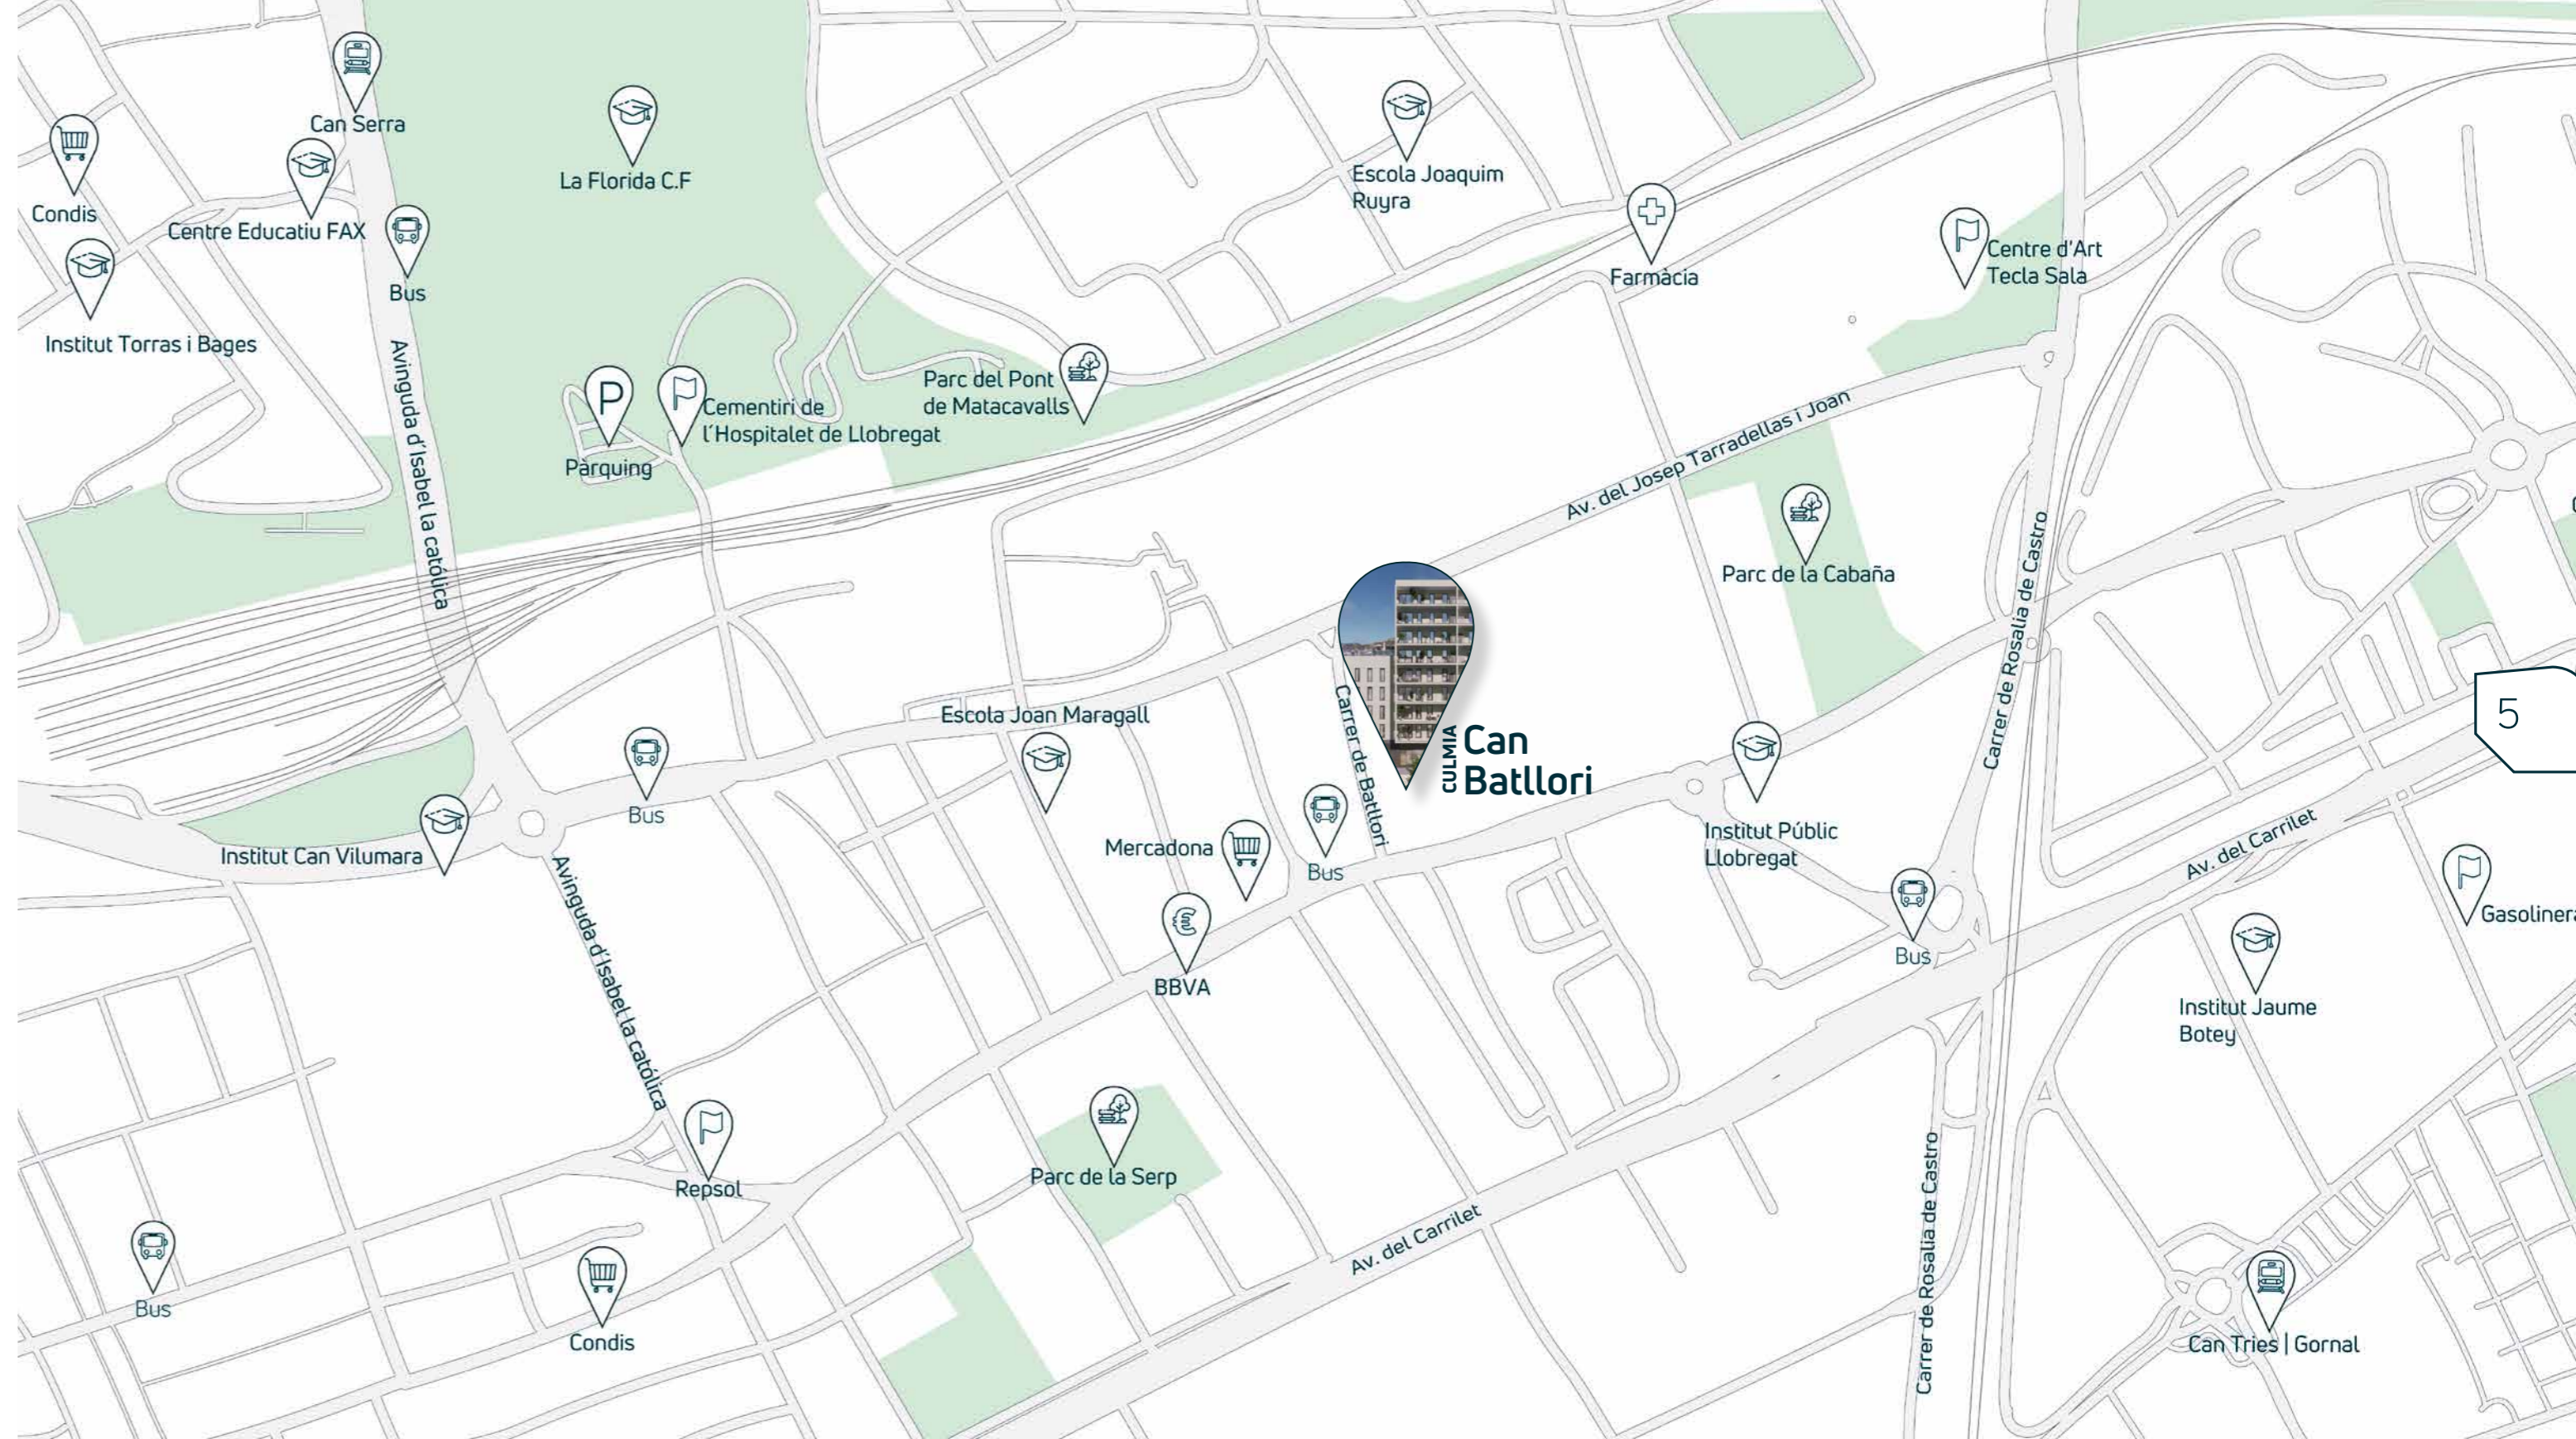 Can Serra
Condis
Centre Educatiu FAX
Institut Torras i Bages
Bus
La Florida C.F
Escola Joaquim
Ruyra
Farmàcia
Centre d'Art
Tecla Sala
Avinguda d'Isabel la católica
P
Pàrquing
Cementiri de
l´Hospitalet de Llobregat
Parc del Pont
de Matacavalls
Av. del Josep Tarradellas i Joan
Parc de la Cabaña
Carrer de Rosalia de Castro
5
Escola Joan Maragall
Carrer de Batllori
CULMIA
Can
Batllori
Bus
Institut Can Vilumara
Mercadona
Bus
Institut Públic
Llobregat
Av. del Carrilet
Gasolinera
BBVA
Bus
Institut Jaume
Botey
Avinguda d'Isabel la católica
Repsol
Parc de la Serp
Av. del Carrilet
Carrer de Rosalia de Castro
Bus
Condis
Can Tries | Gornal